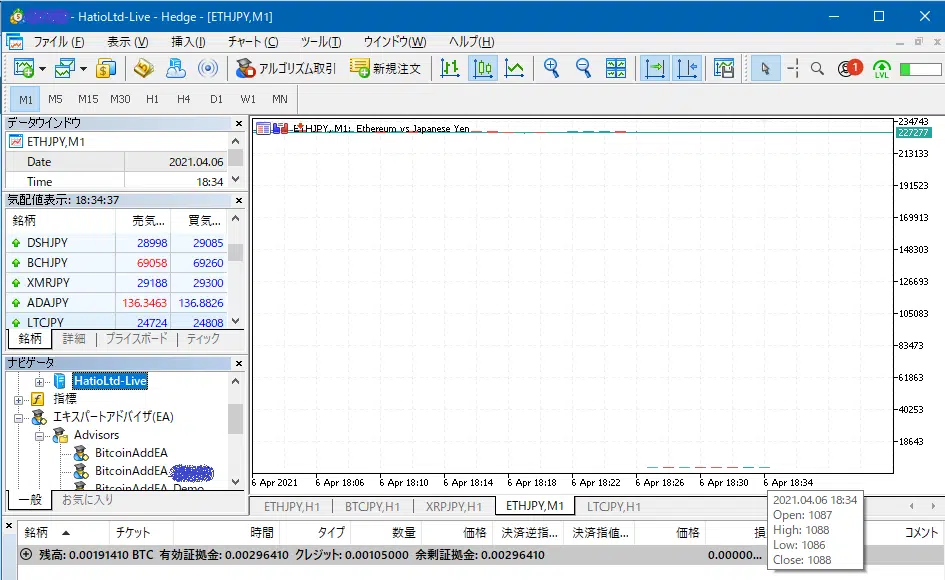 - HatioLtd-Live - Hedge - [ETHJPY,M1]
ファイル (F) 表示 (V) 挿入(I) チャート (C) ツール(T) ウインドウ(W) ヘルプ(H)
アルゴリズム取引 新規注文 1 LVL
M1 M5 M15 M30 H1 H4 D1 W1 MN
データウインドウ
ETHJPY,M1
Date 2021.04.06
Time 18:34
気配値表示: 18:34:37
銘柄 売気... 買気...
DSHJPY 28998 29085
BCHJPY 69058 69260
XMRJPY 29188 29300
ADAJPY 136.3463 136.8826
LTCJPY 24724 24808
銘柄 詳細 プライスボード ティック
ナビゲータ
HatioLtd-Live
指標
エキスパートアドバイザ(EA)
Advisors
BitcoinAddEA
BitcoinAddEA
BitcoinAddEA Demo
一般 お気に入り
ETHJPY, M1: Ethereum vs Japanese Yen
234743
227277
213133
191523
169913
148303
126693
105083
83473
61863
40253
18643
6 Apr 2021 6 Apr 18:06 6 Apr 18:10 6 Apr 18:14 6 Apr 18:18 6 Apr 18:22 6 Apr 18:26 6 Apr 18:30 6 Apr 18:34
ETHJPY,H1 BTCJPY,H1 XRPJPY,H1 ETHJPY,M1 LTCJPY,H1
2021.04.06 18:34
Open: 1087
High: 1088
Low: 1086
Close: 1088
銘柄 チケット 時間 タイプ 数量 価格 決済逆指... 決済指値... 価格 損 コメント
残高: 0.00191410 BTC 有効証拠金: 0.00296410 クレジット: 0.00105000 余剰証拠金: 0.00296410 0.00000...